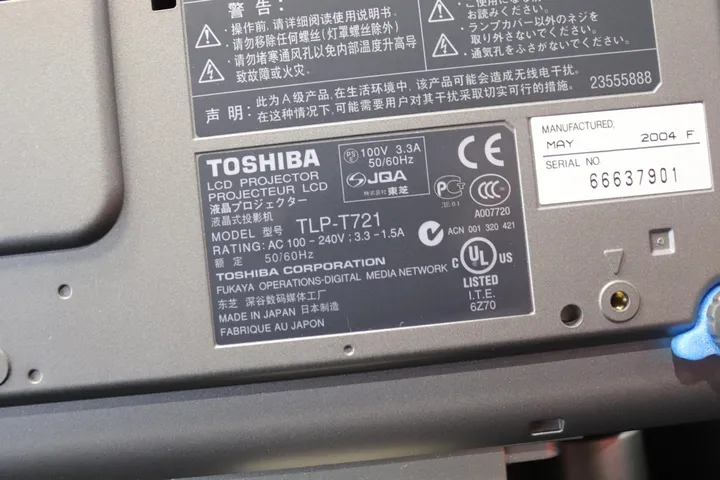 警告:
・操作前,请详细阅读使用说明书。
・请勿移除任何螺丝(灯罩螺丝除外)
・请勿堵塞通风孔以免内部温度升高导
致故障或火灾.
お読みください。
・ランプカバー以外のネジを
取り外さないでください。
・通気孔をふさがないでください。
声明: 此为A级产品,在生活环境中,该产品可能会造成无线电干扰。
在这种情况下,可能需要用户对其干扰采取切实可行的措施。
23555888
TOSHIBA
LCD PROJECTOR
PROJECTEUR LCD
液晶プロジェクター
液晶式投影机
MODEL 型号 TLP-T721
RATING: AC 100 - 240V ; 3.3 - 1.5A
额定 50/60Hz
TOSHIBA CORPORATION
FUKAYA OPERATIONS-DIGITAL MEDIA NETWORK
东芝 深谷数码媒体工厂
MADE IN JAPAN 日本制造
FABRIQUE AU JAPON
PS E 100V 3.3A
50/60Hz
JQA
株式会社 東芝
CE
PCT
CCC
A007720
ACN 001 320 421
C UL US
LISTED
I.T.E.
6Z70
MANUFACTURED,
MAY 2004 F
SERIAL NO
66637901